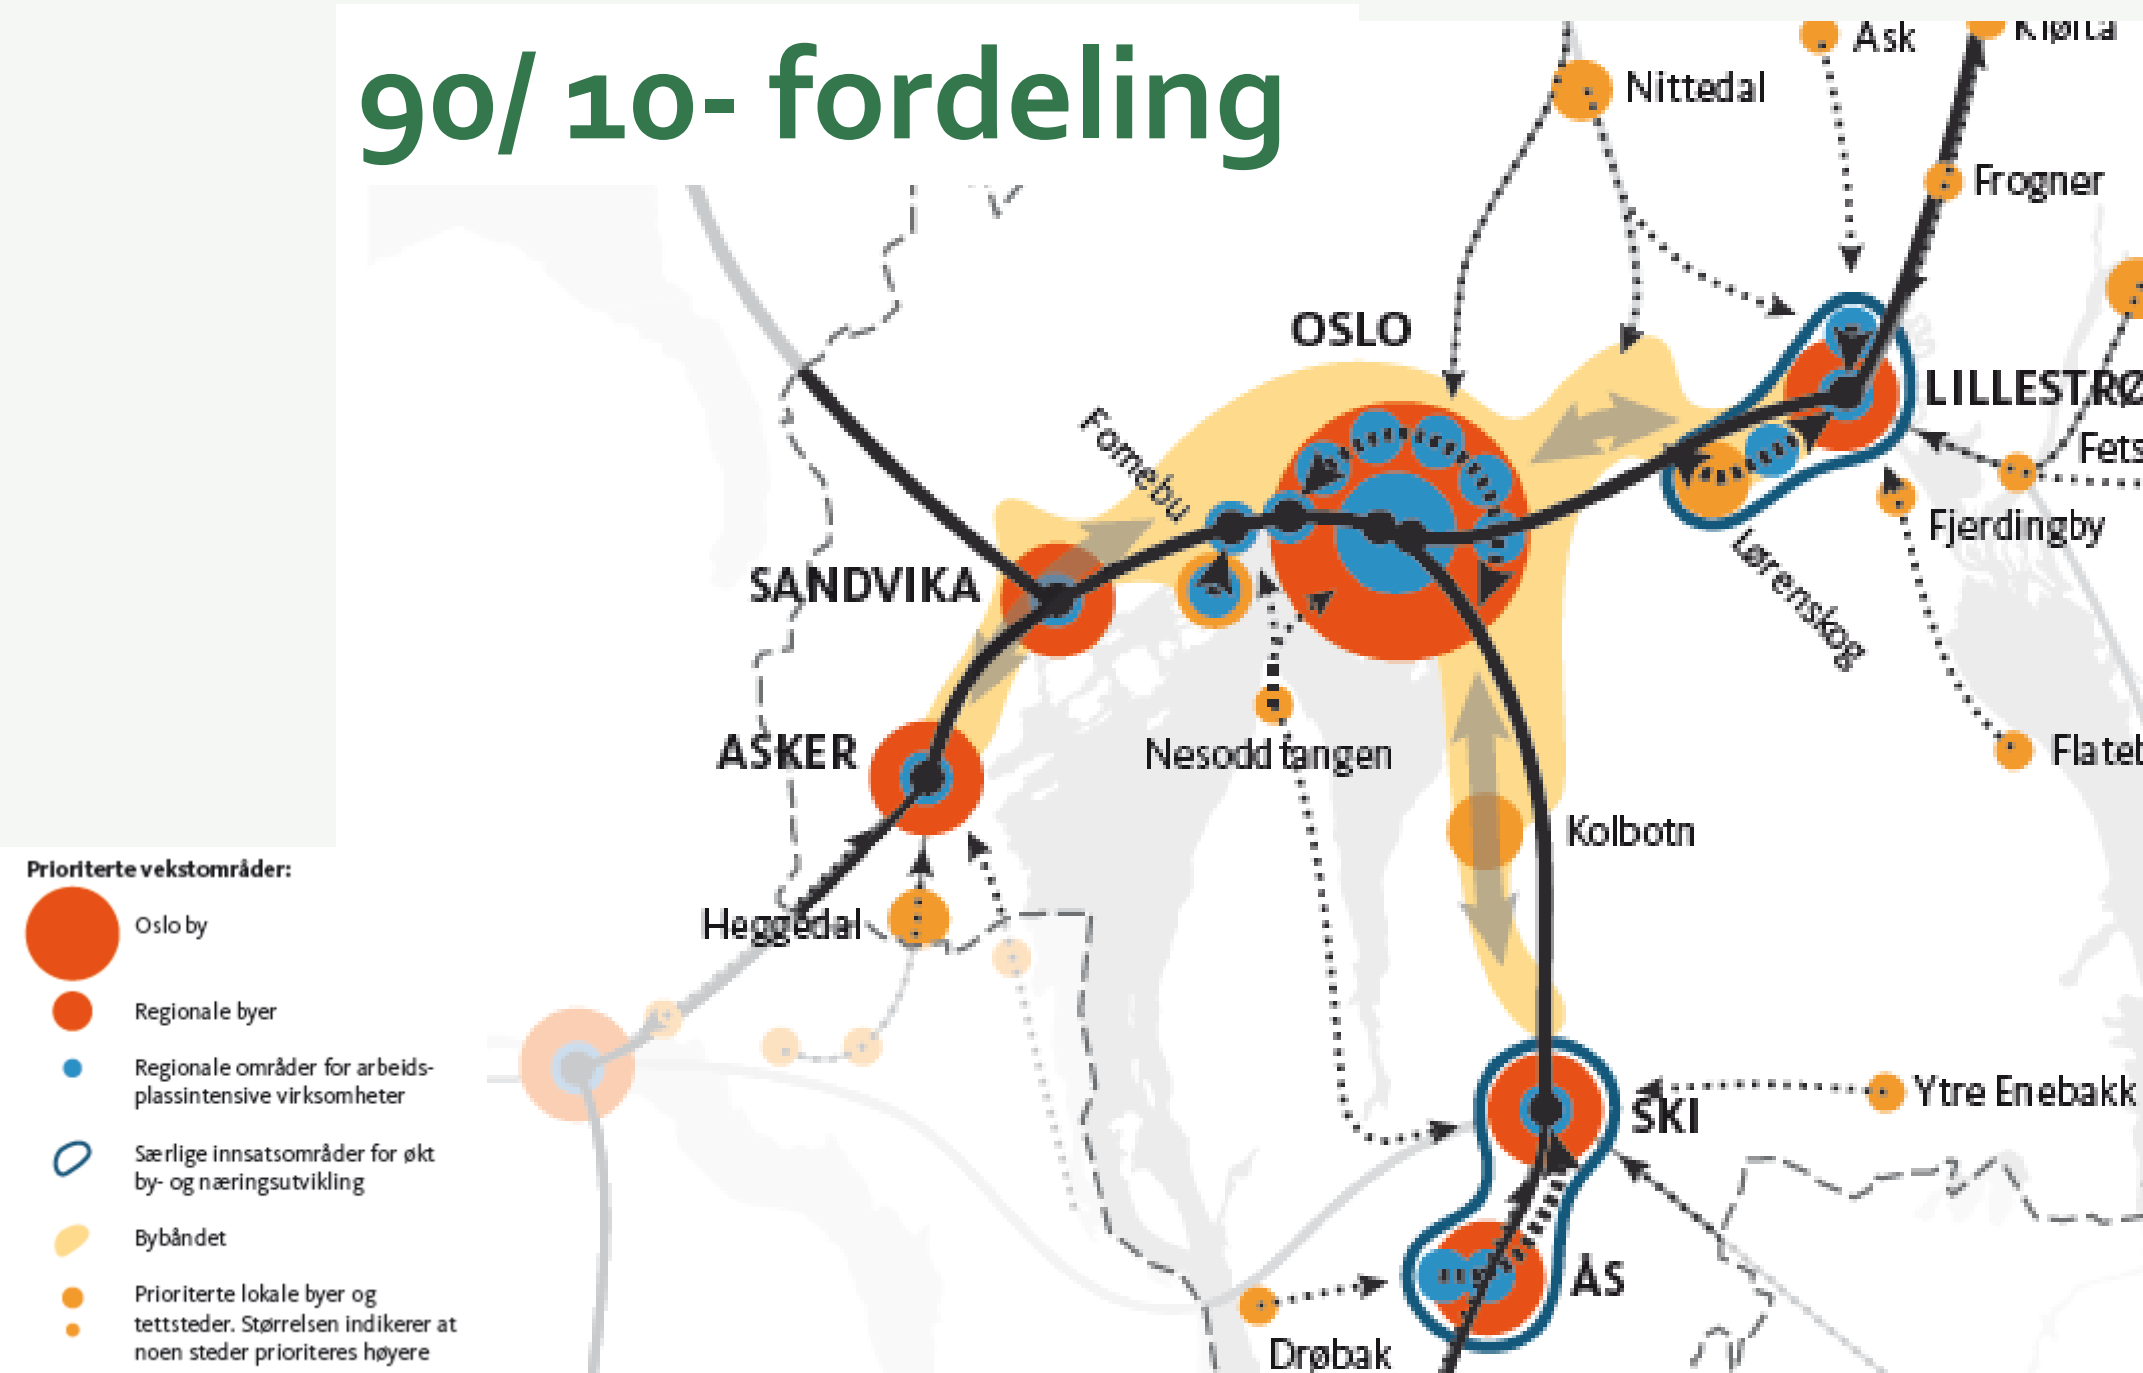 90/ 10- fordeling
Ask
Nittedal
Frogner
OSLO
Fornebu
SANDVIKA
Fjerdingby
Lørenskog
ASKER
Nesoddtangen
Kolbotn
Heggedal
Ytre Enebakk
SKI
ÅS
Drøbak
Prioriterte vekstområder:
Oslo by
Regionale byer
Regionale områder for arbeids-
plassintensive virksomheter
Særlige innsatsområder for økt
by- og næringsutvikling
Bybåndet
Prioriterte lokale byer og
tettsteder. Størrelsen indikerer at
noen steder prioriteres høyere